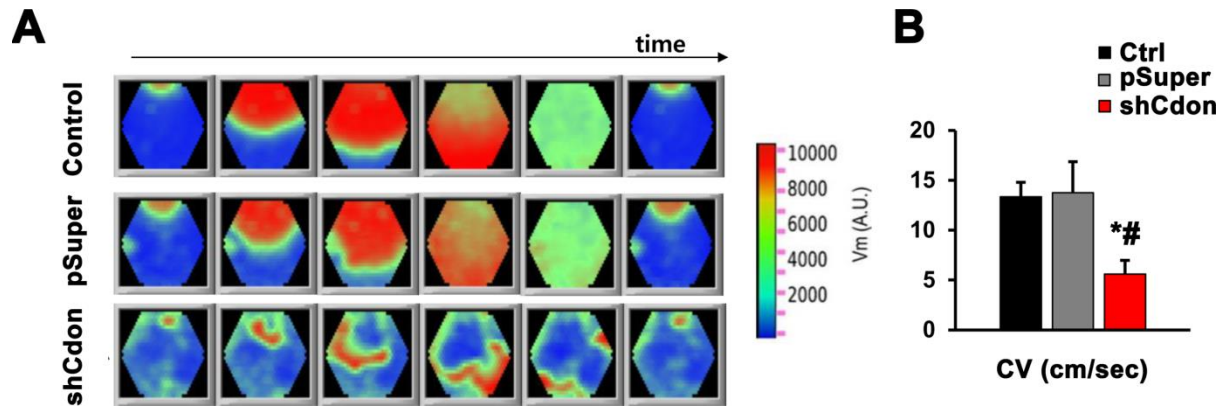 A
time
Control
pSuper
shCdon
10000
8000
6000
4000
2000
Vm (A.U.)
B
Ctrl
pSuper
shCdon
20
15
10
5
0
*#
CV (cm/sec)